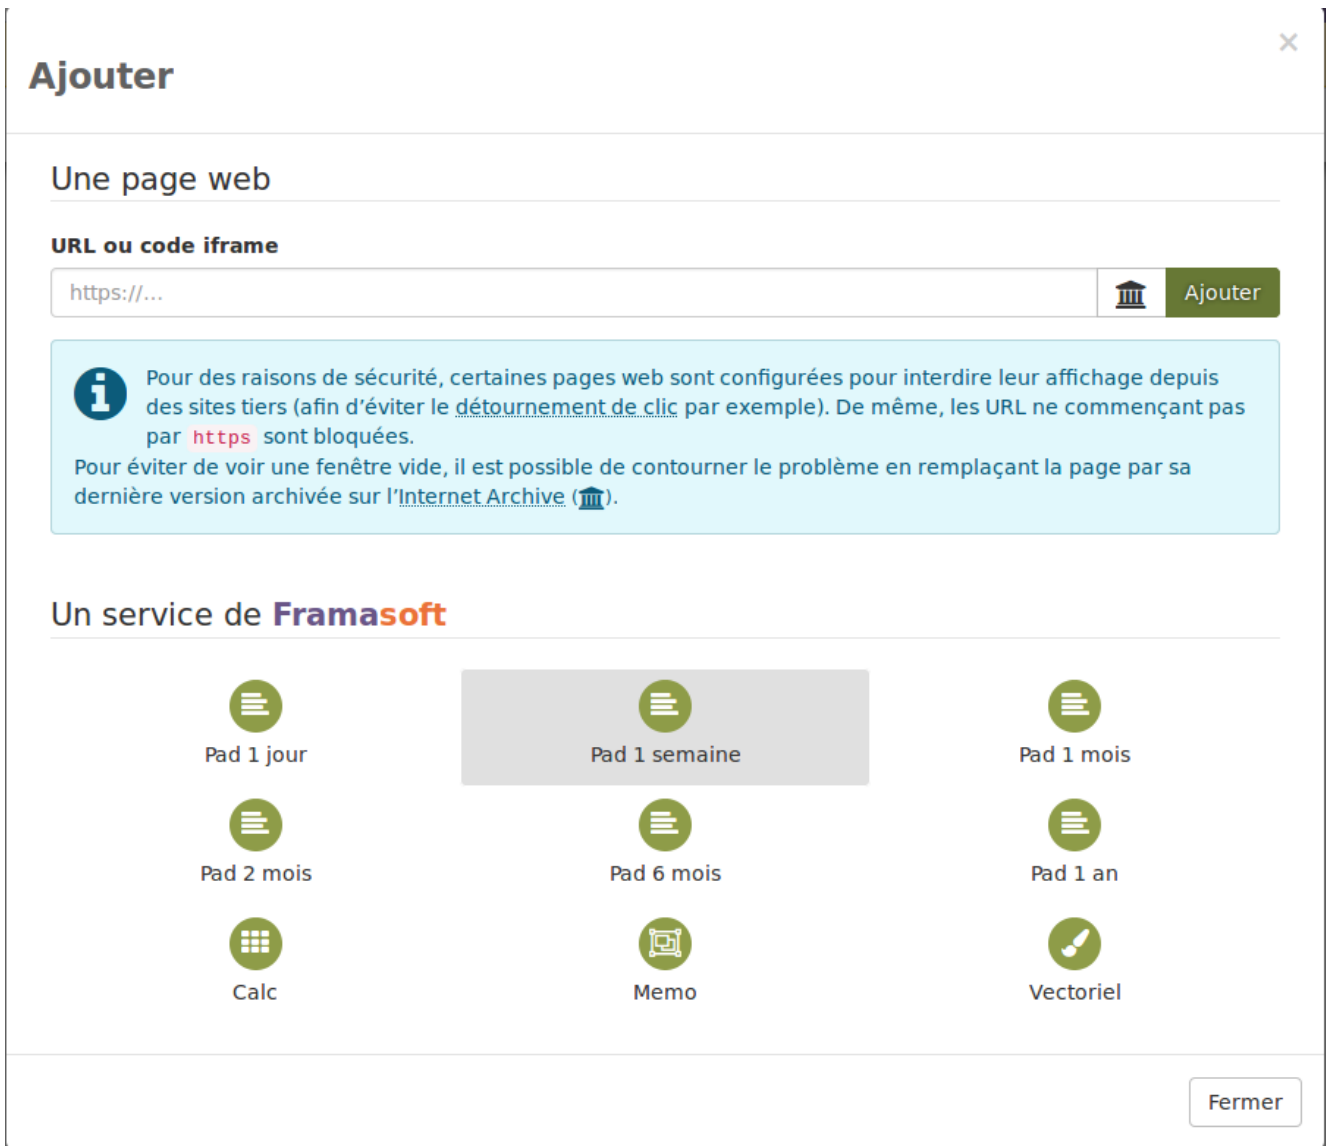 Ajouter
×
Une page web
URL ou code iframe
https://...
Ajouter
Pour des raisons de sécurité, certaines pages web sont configurées pour interdire leur affichage depuis
des sites tiers (afin d’éviter le détournement de clic par exemple). De même, les URL ne commençant pas
par https sont bloquées.
Pour éviter de voir une fenêtre vide, il est possible de contourner le problème en remplaçant la page par sa
dernière version archivée sur l’Internet Archive ().
Un service de Framasoft
Pad 1 jour
Pad 1 semaine
Pad 1 mois
Pad 2 mois
Pad 6 mois
Pad 1 an
Calc
Memo
Vectoriel
Fermer